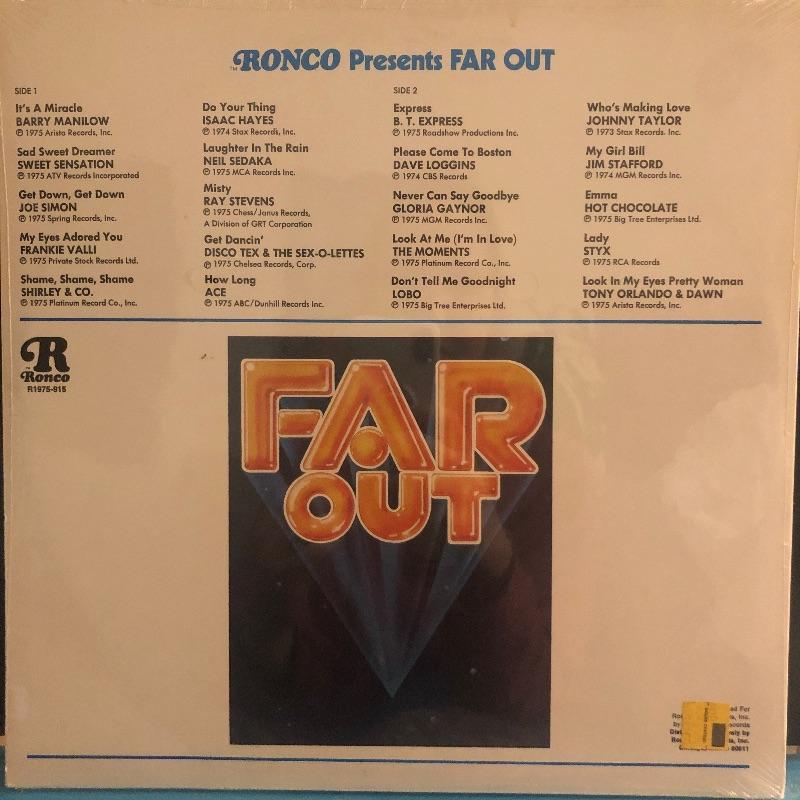 ™RONCO Presents FAR OUT
SIDE 1
It's A Miracle
BARRY MANILOW
℗ 1975 Arista Records, Inc.
Sad Sweet Dreamer
SWEET SENSATION
℗ 1975 ATV Records Incorporated
Get Down, Get Down
JOE SIMON
℗ 1975 Spring Records, Inc.
My Eyes Adored You
FRANKIE VALLI
℗ 1975 Private Stock Records Ltd.
Shame, Shame, Shame
SHIRLEY & CO.
℗ 1975 Platinum Record Co., Inc.
Do Your Thing
ISAAC HAYES
℗ 1974 Stax Records, Inc.
Laughter In The Rain
NEIL SEDAKA
℗ 1975 MCA Records Inc.
Misty
RAY STEVENS
℗ 1975 Chess/Janus Records,
A Division of GRT Corporation
Get Dancin'
DISCO TEX & THE SEX-O-LETTES
℗ 1975 Chelsea Records, Corp.
How Long
ACE
℗ 1975 ABC/Dunhill Records Inc.
SIDE 2
Express
B. T. EXPRESS
℗ 1975 Roadshow Productions Inc.
Please Come To Boston
DAVE LOGGINS
℗ 1974 CBS Records
Never Can Say Goodbye
GLORIA GAYNOR
℗ 1975 MGM Records Inc.
Look At Me (I'm In Love)
THE MOMENTS
℗ 1975 Platinum Record Co., Inc.
Don't Tell Me Goodnight
LOBO
℗ 1975 Big Tree Enterprises Ltd.
Who's Making Love
JOHNNY TAYLOR
℗ 1973 Stax Records. Inc.
My Girl Bill
JIM STAFFORD
℗ 1974 MGM Records Inc.
Emma
HOT CHOCOLATE
℗ 1975 Big Tree Enterprises Ltd.
Lady
STYX
℗ 1975 RCA Records
Look In My Eyes Pretty Woman
TONY ORLANDO & DAWN
℗ 1975 Arista Records, Inc.
R
Ronco
R1975-915
FAR
OUT
For
Inc.
by
by
Inc.
60611